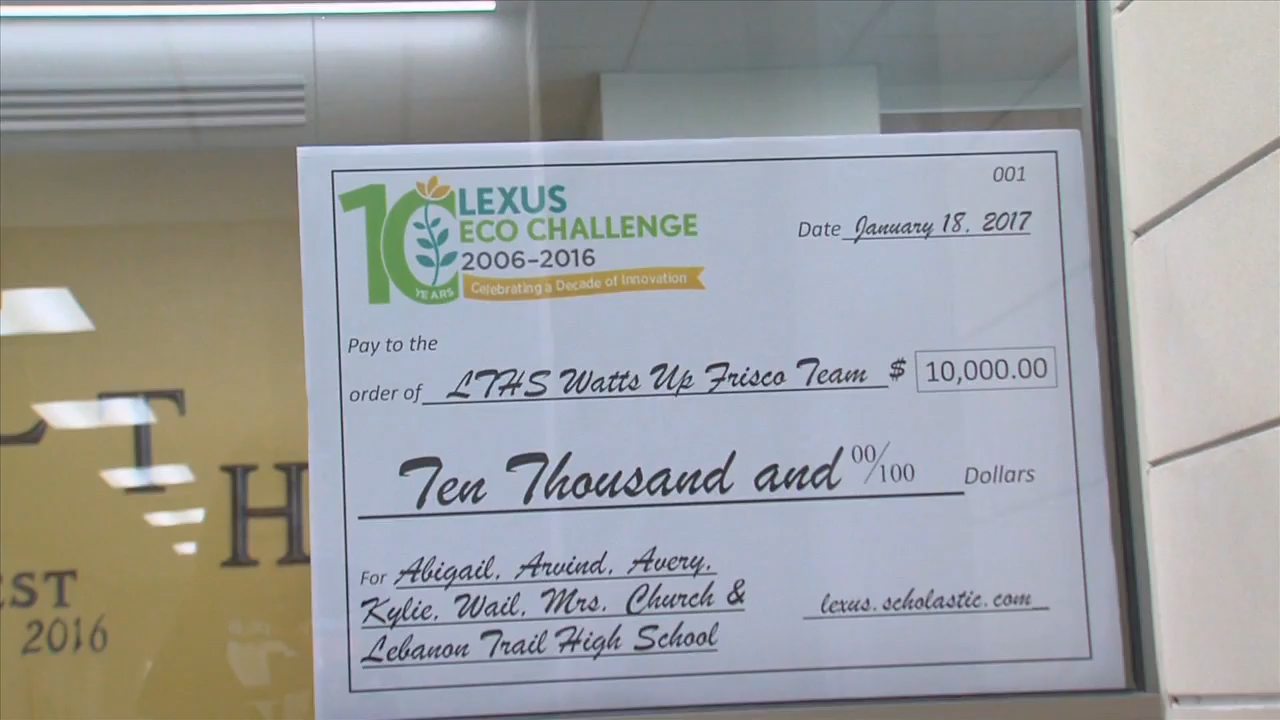 001
10 YEARS
LEXUS
ECO CHALLENGE
2006-2016
Celebrating a Decade of Innovation
Date January 18, 2017
Pay to the
order of LTHS Watts Up Frisco Team $ 10,000.00
Ten Thousand and 00/100 Dollars
For Abigail, Arvind, Avery,
Kylie, Wail, Mrs. Church &
Lebanon Trail High School
lexus.scholastic.com
LT
H
EST
2016